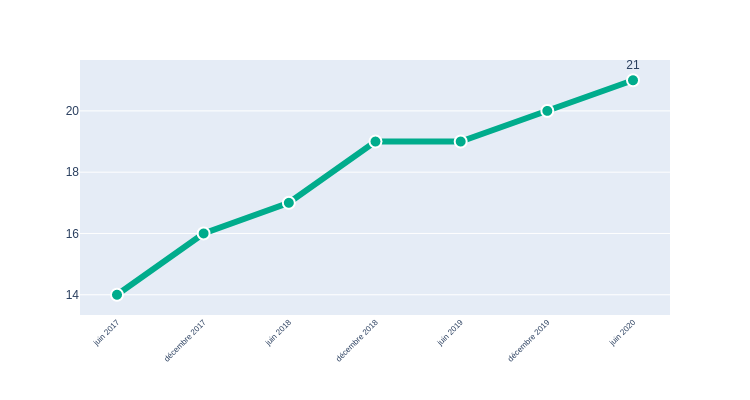 21
20
18
16
14
juin 2017
décembre 2017
juin 2018
décembre 2018
juin 2019
décembre 2019
juin 2020